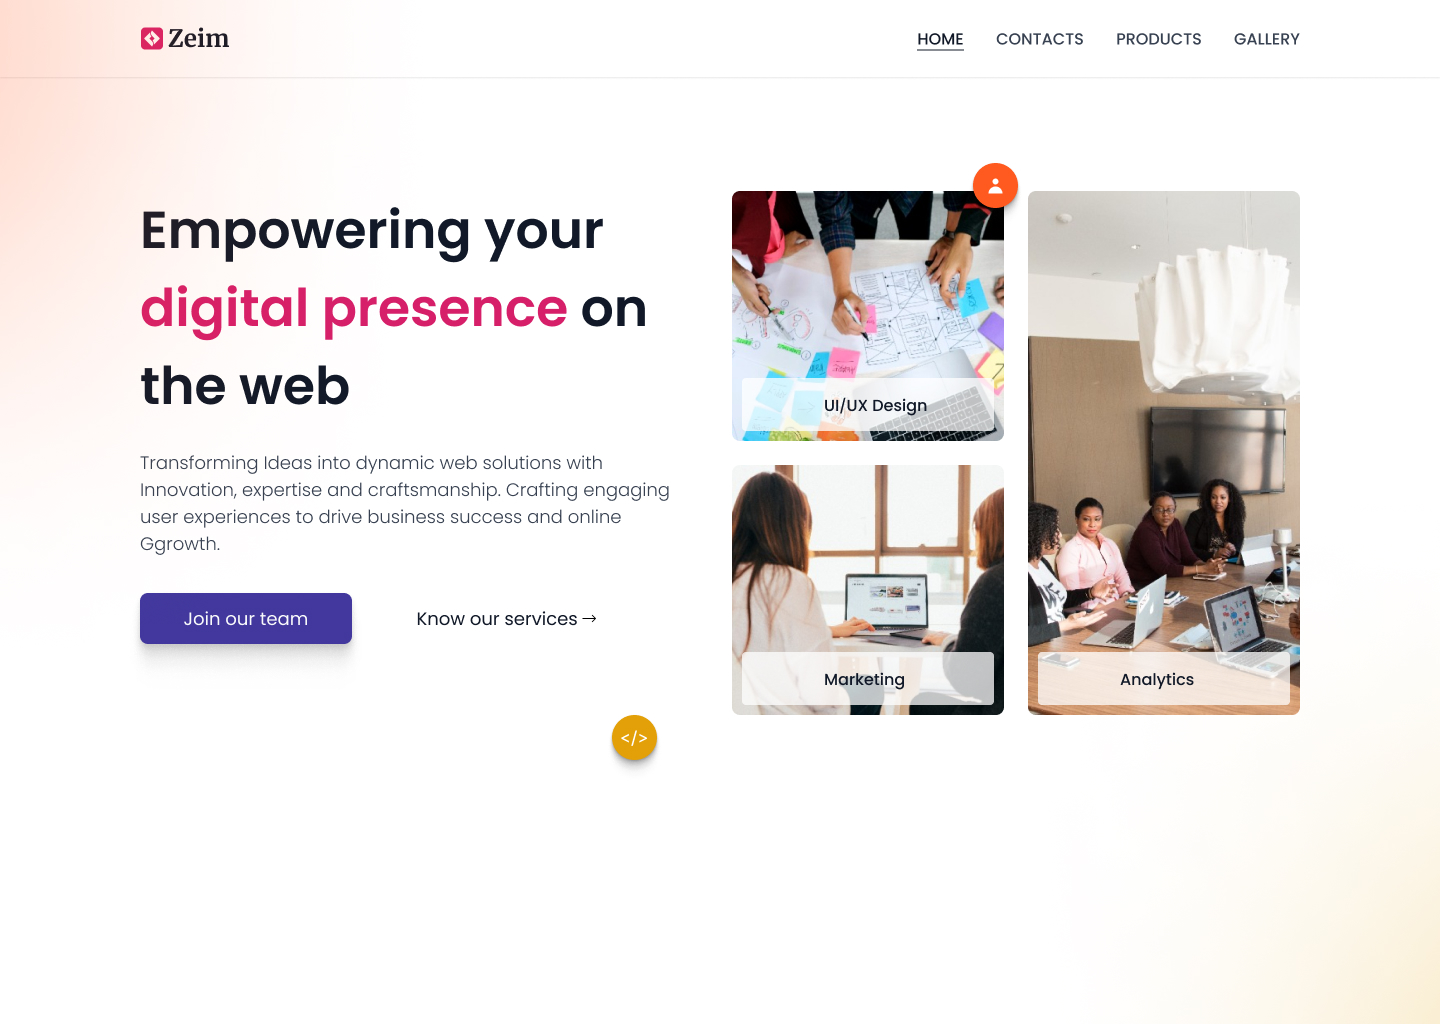 Zeim
HOME CONTACTS PRODUCTS GALLERY
Empowering your
digital presence on
the web
Transforming Ideas into dynamic web solutions with
Innovation, expertise and craftsmanship. Crafting engaging
user experiences to drive business success and online
Ggrowth.
Join our team
Know our services →
</>
UI/UX Design
Marketing
Analytics